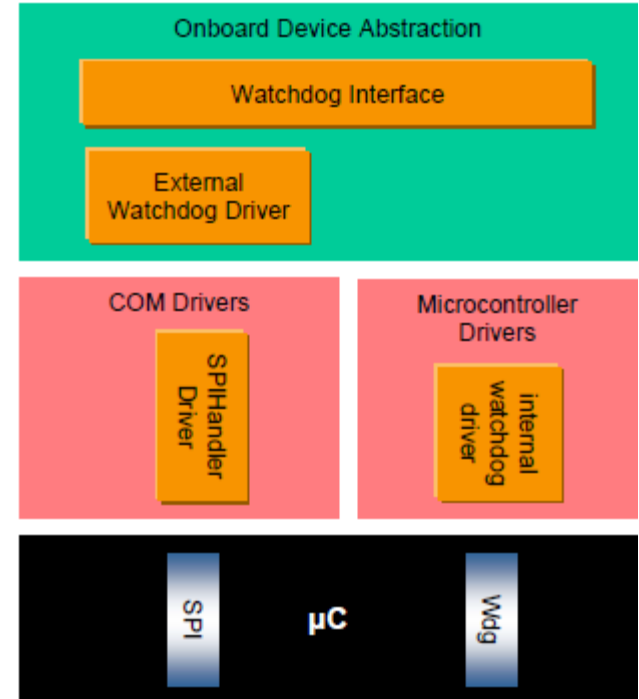 Onboard Device Abstraction
Watchdog Interface
External
Watchdog Driver
COM Drivers
SPIHandler
Driver
Microcontroller
Drivers
internal
watchdog
driver
SPI
µC
Wdg